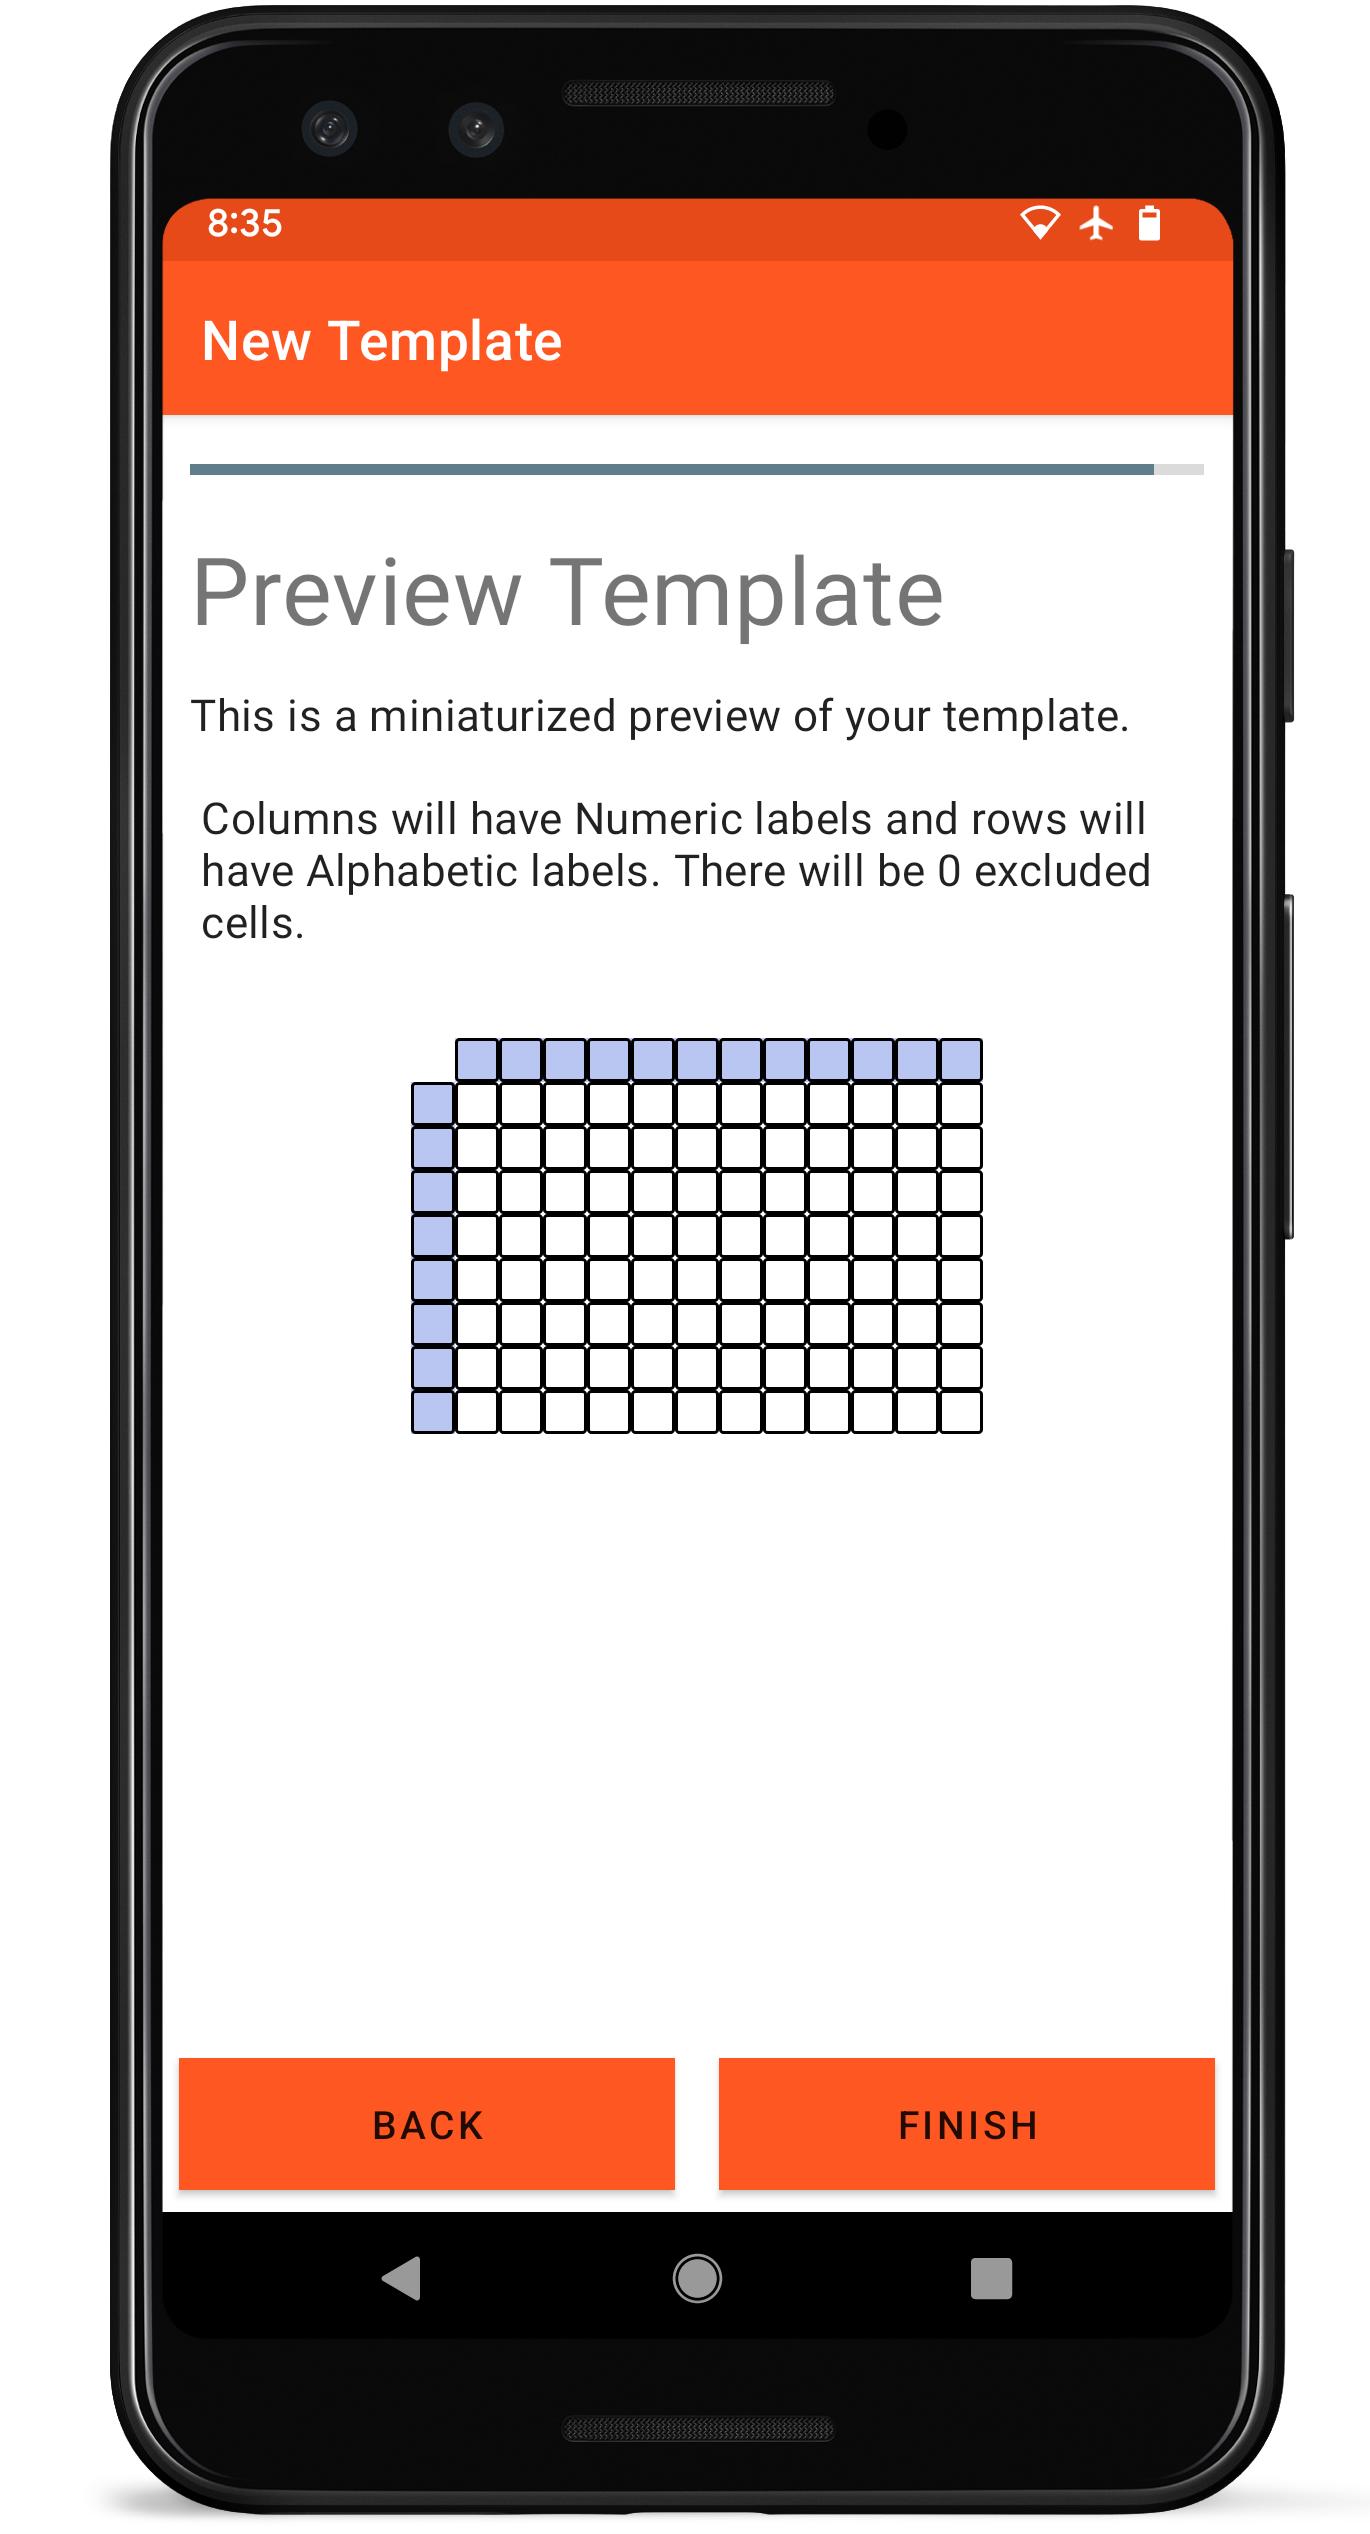 8:35
New Template
Preview Template
This is a miniaturized preview of your template.
Columns will have Numeric labels and rows will
have Alphabetic labels. There will be 0 excluded
cells.
BACK
FINISH